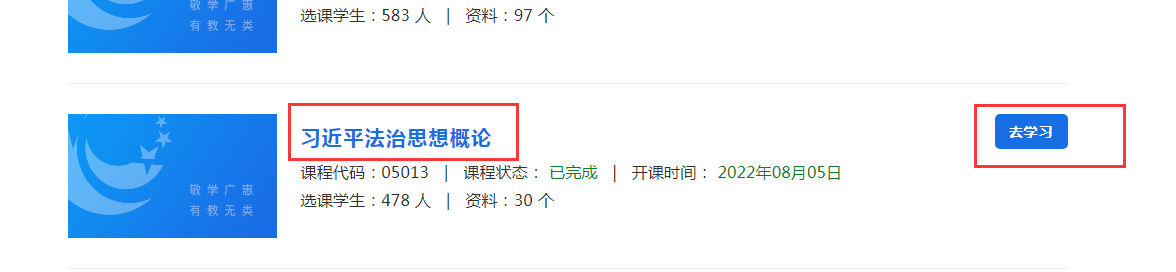 敬 学 广 惠
有 教 无 类
选课学生：583 人 | 资料：97 个
习近平法治思想概论
去学习
课程代码：05013 | 课程状态： 已完成 | 开课时间： 2022年08月05日
敬 学 广 惠
有 教 无 类
选课学生：478 人 | 资料：30 个